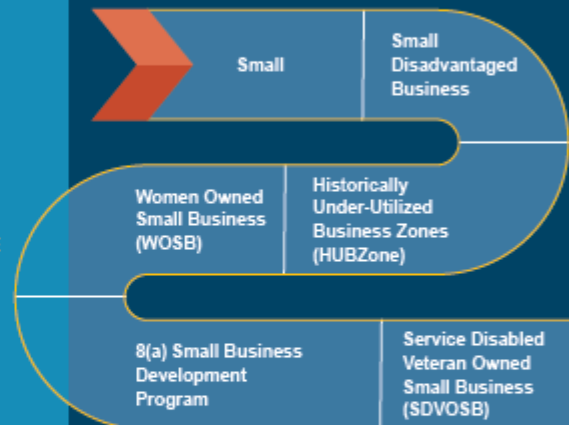 Small
Small
Disadvantaged
Business
Historically
Under-Utilized
Business Zones
(HUBZone)
Women Owned
Small Business
(WOSB)
8(a) Small Business
Development
Program
Service Disabled
Veteran Owned
Small Business
(SDVOSB)